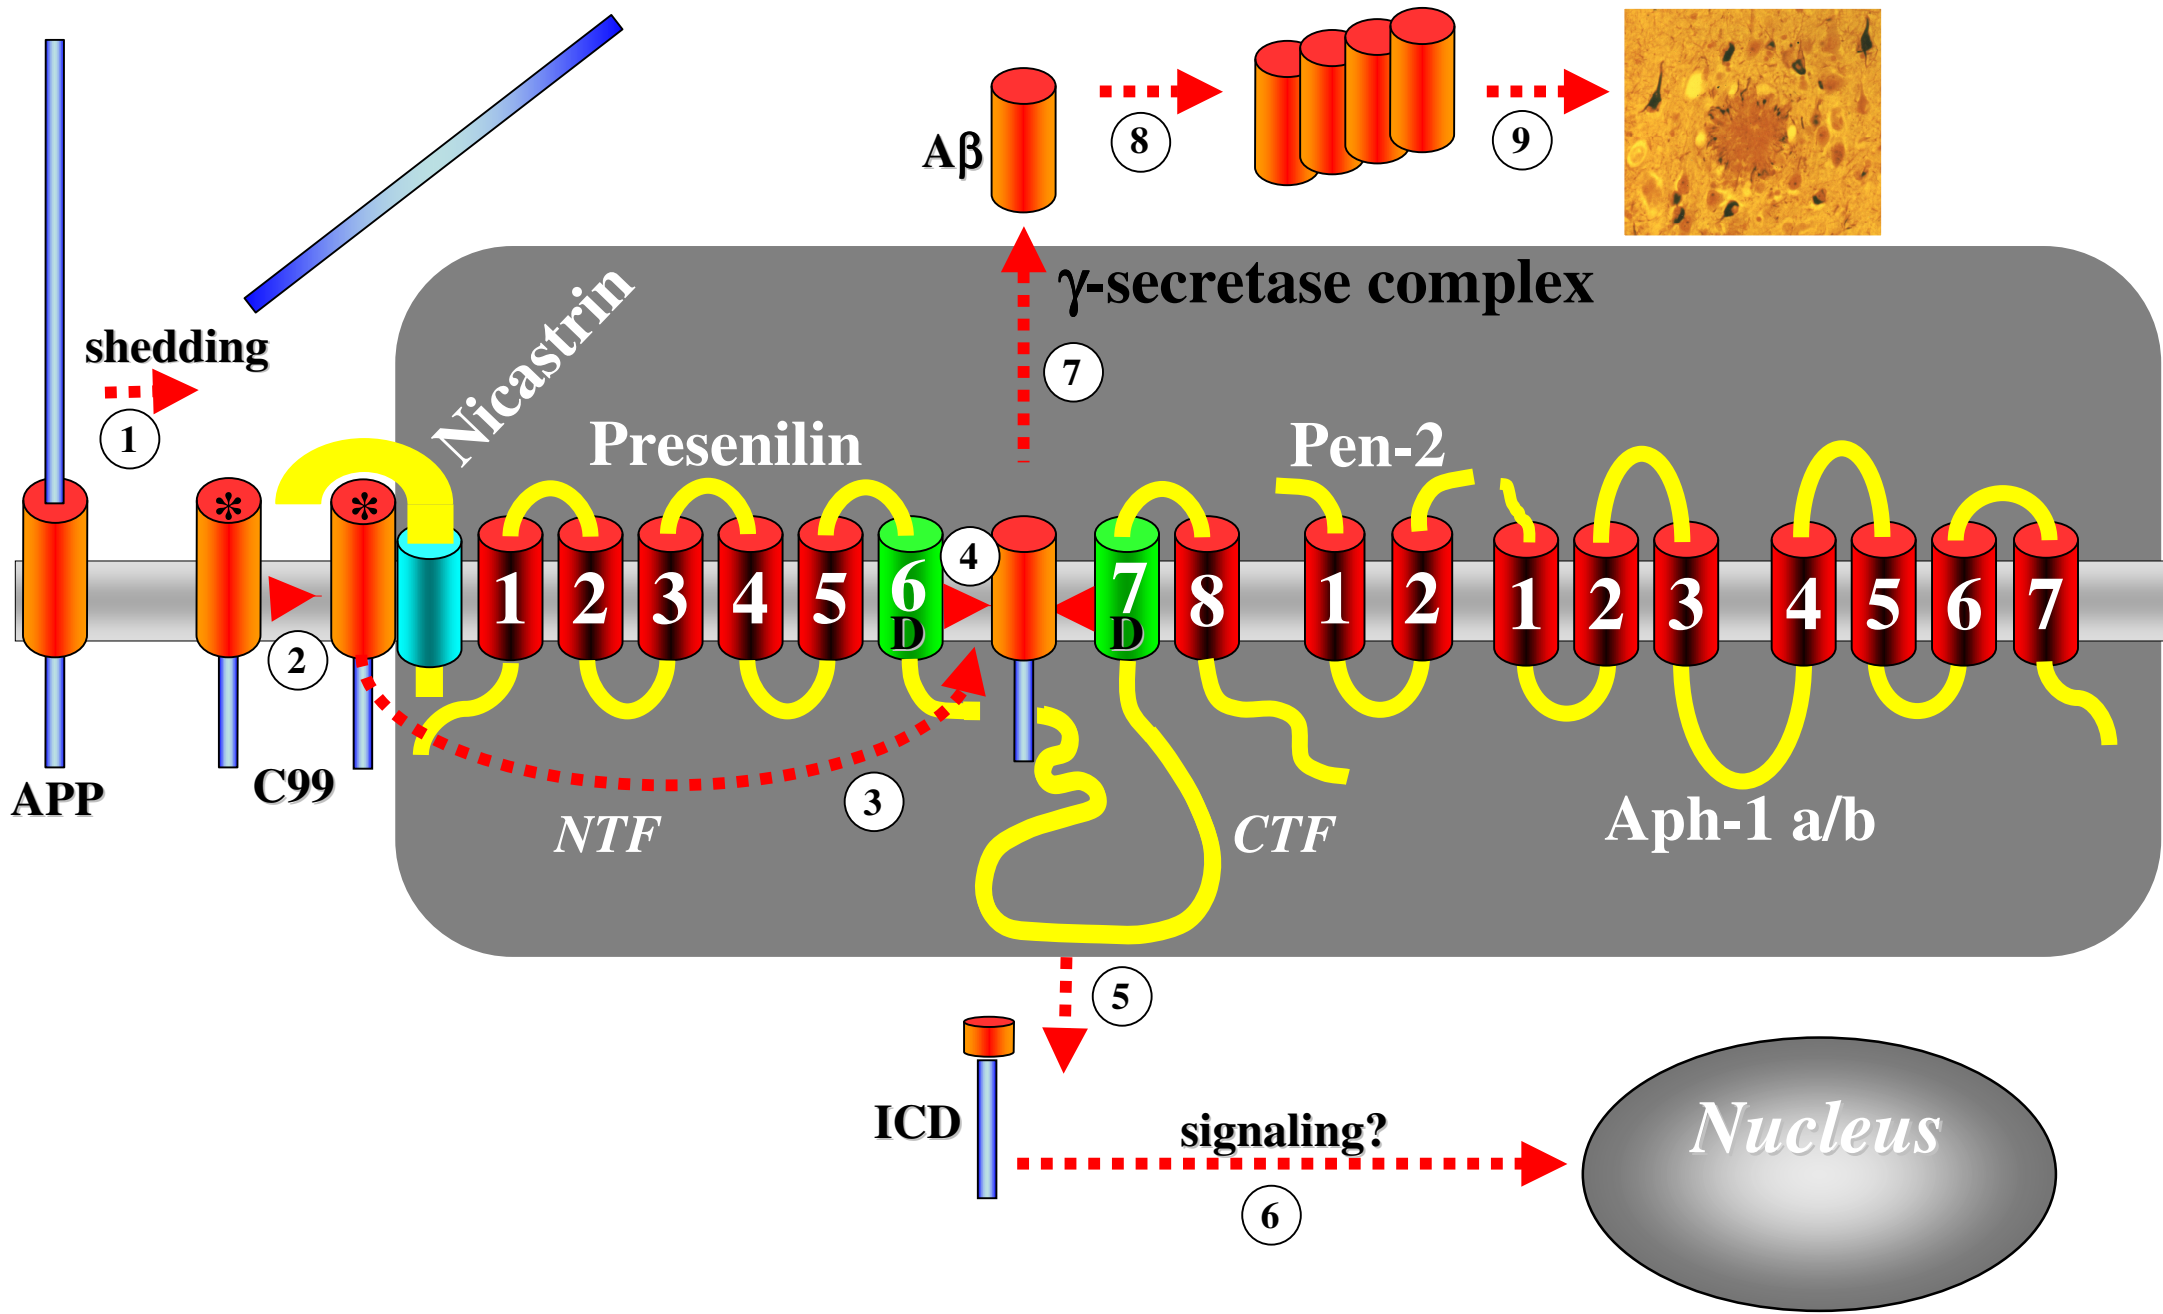 Aβ
8
9
γ-secretase complex
shedding
1
Nicastrin
7
Presenilin
Pen-2
*
*
4
1
2
3
4
5
6
D
7
D
8
1
2
1
2
3
4
5
6
7
2
APP
C99
3
NTF
CTF
Aph-1 a/b
5
ICD
signaling?
6
Nucleus